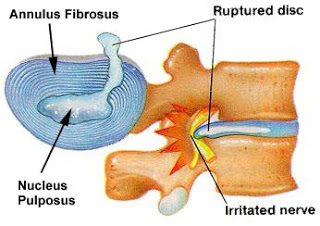 Annulus Fibrosus
Ruptured disc
Nucleus
Pulposus
Irritated nerve